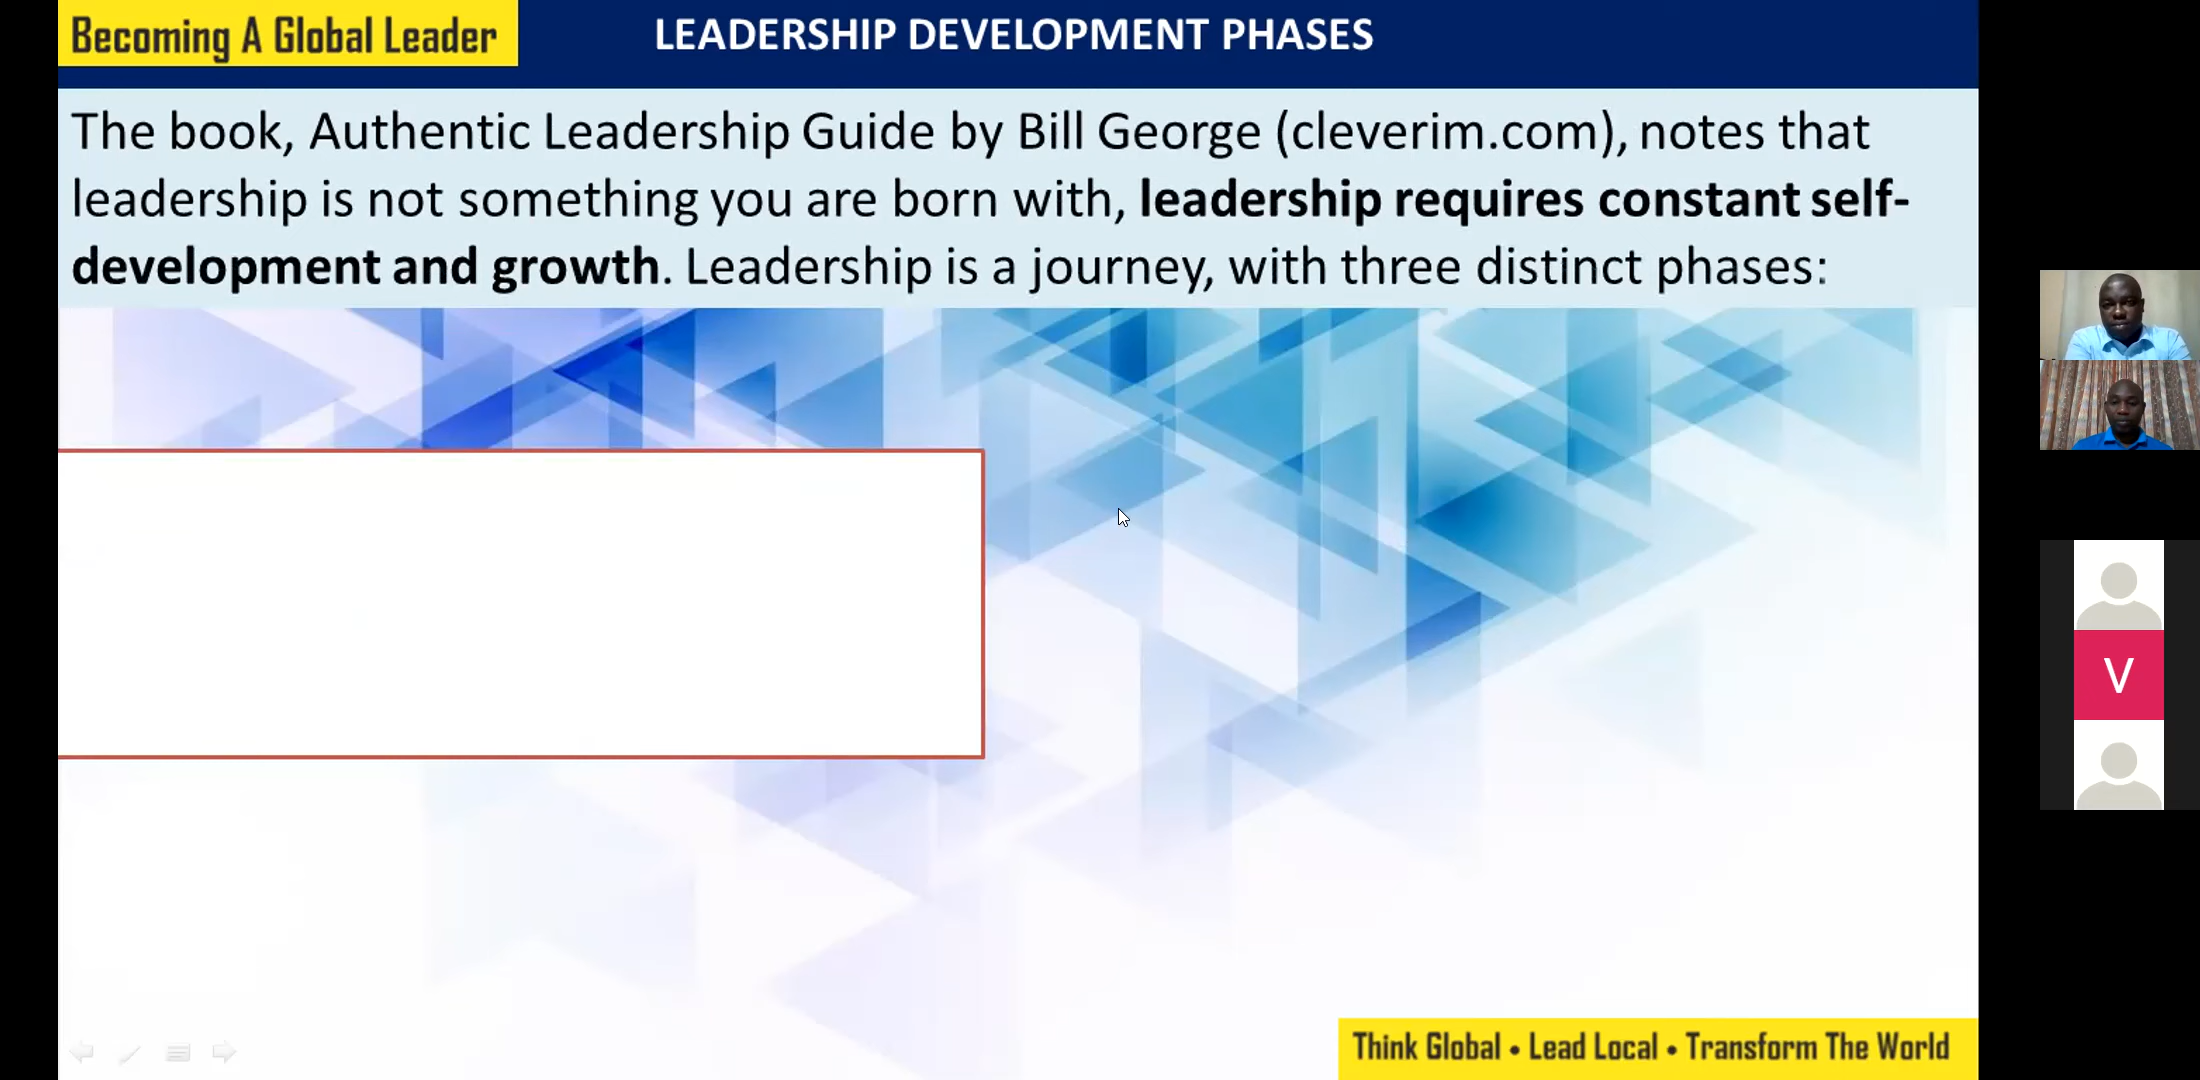 Becoming A Global Leader
LEADERSHIP DEVELOPMENT PHASES
The book, Authentic Leadership Guide by Bill George (cleverim.com), notes that
leadership is not something you are born with, leadership requires constant self-
development and growth. Leadership is a journey, with three distinct phases:
V
Think Global • Lead Local • Transform The World